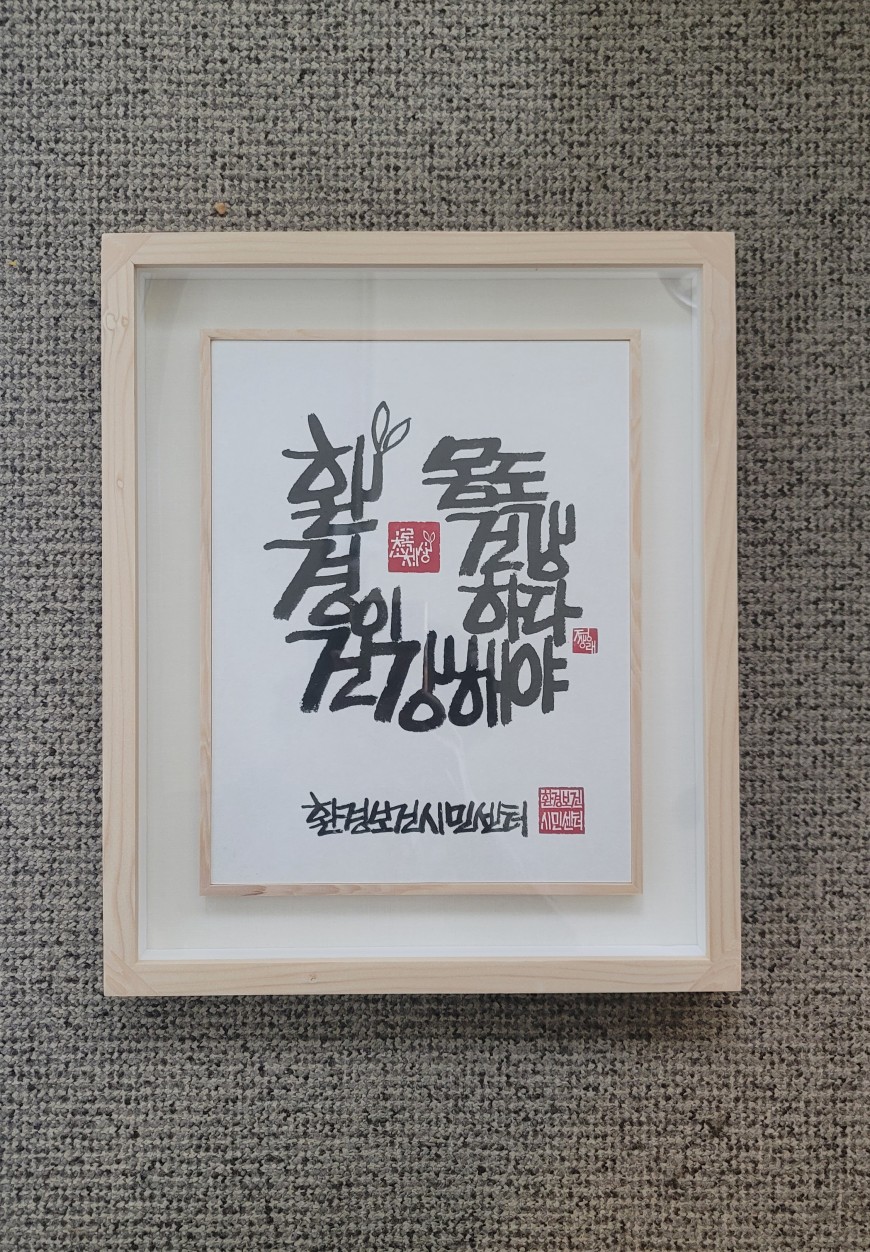 환
경이
건강해야
몸도
건강
하다
환경보건시민센터
환경보건
시민센터